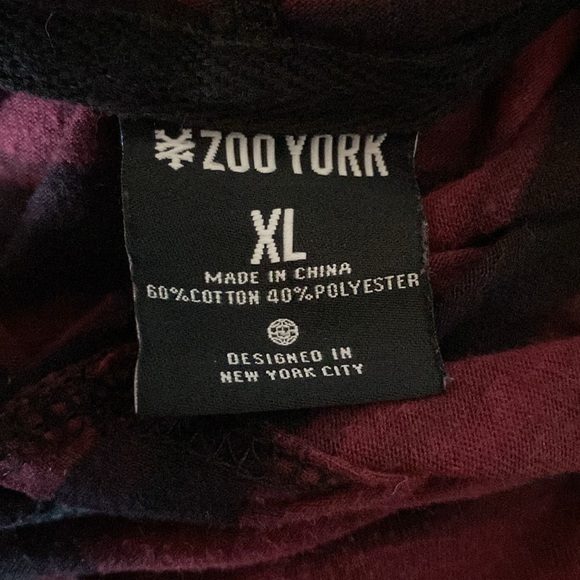 ZOO YORK
XL
MADE IN CHINA
60%COTTON 40%POLYESTER
DESIGNED IN
NEW YORK CITY